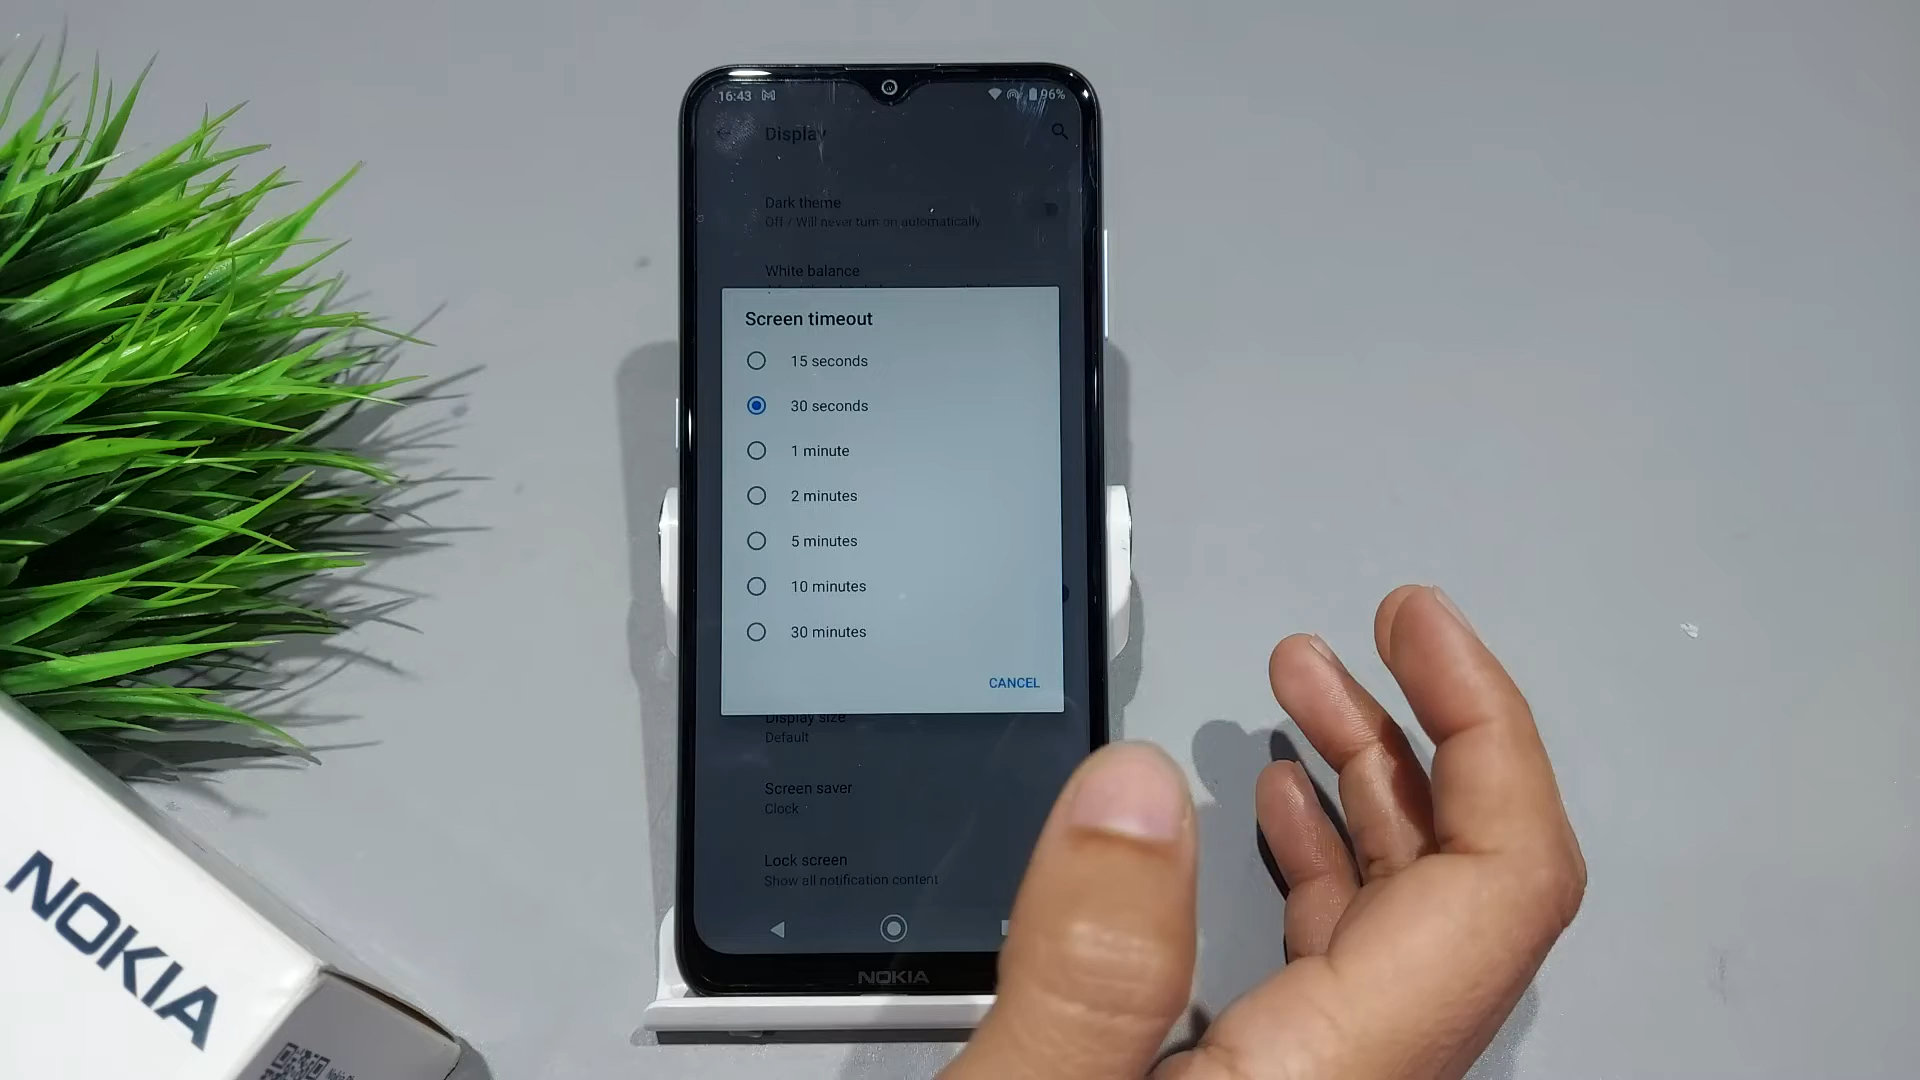 16:43
96%
Display
Dark theme
Off / Will never turn on automatically
White balance
Screen timeout
15 seconds
30 seconds
1 minute
2 minutes
5 minutes
10 minutes
30 minutes
CANCEL
Display size
Default
Screen saver
Clock
Lock screen
Show all notification content
NOKIA
NOKIA